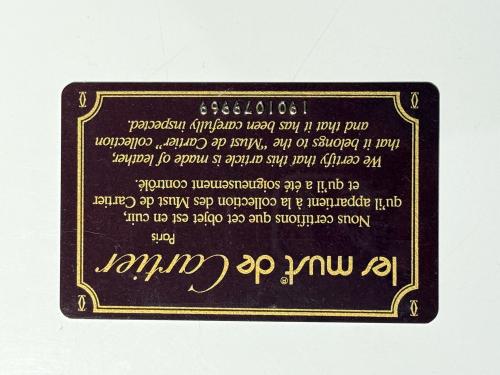 les must de Cartier
®
Paris
Nous certifions que cet objet est en cuir,
qu'il appartient à la collection des Must de Cartier
et qu'il a été soigneusement contrôlé.
We certify that this article is made of leather,
that it belongs to the "Must de Cartier" collection
and that it has been carefully inspected.
1901079969